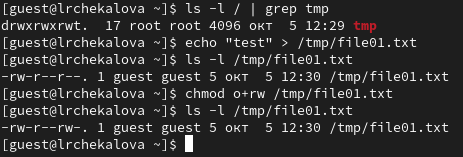 [guest@lrchekalova ~]$ ls -l / | grep tmp
drwxrwxrwt.  17 root root 4096 окт  5 12:29 tmp
[guest@lrchekalova ~]$ echo "test" > /tmp/file01.txt
[guest@lrchekalova ~]$ ls -l /tmp/file01.txt
-rw-r--r--. 1 guest guest 5 окт  5 12:30 /tmp/file01.txt
[guest@lrchekalova ~]$ chmod o+rw /tmp/file01.txt
[guest@lrchekalova ~]$ ls -l /tmp/file01.txt
-rw-r--rw-. 1 guest guest 5 окт  5 12:30 /tmp/file01.txt
[guest@lrchekalova ~]$